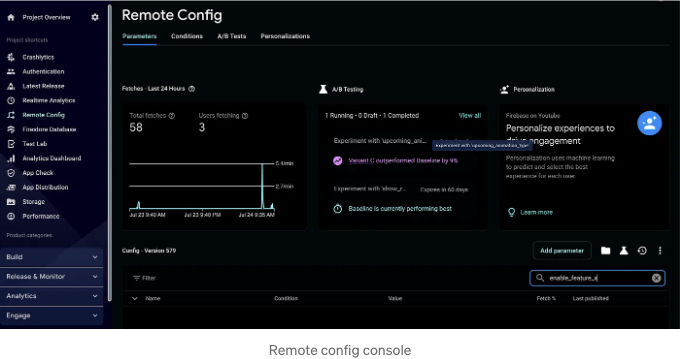 Project Overview
Project shortcuts
Crashlytics
Authentication
Latest Release
Realtime Analytics
Remote Config
Firestore Database
Test Lab
Analytics Dashboard
App Check
App Distribution
Storage
Performance
Product categories
Build
Release & Monitor
Analytics
Engage
Remote Config
Parameters Conditions A/B Tests Personalizations
Fetches - Last 24 Hours
Total fetches
58
Users fetching
3
5.4/min
2.7/min
Jul 23 9:40 AM Jul 23 9:40 PM Jul 24 9:35 AM
A/B Testing
1 Running - 0 Draft - 1 Completed View all
Experiment with 'upcoming_ani...
Experiment with 'upcoming_animation_type'
Variant C outperformed Baseline by 9%
Experiment with 'show_r... Expires in 60 days
Baseline is currently performing best
Personalization
Firebase on Youtube
Personalize experiences to
drive engagement
Personalization uses machine learning
to predict and select the best
experience for each user.
Learn more
Config - Version 579
Add parameter
Filter
enable_feature_x
Name Condition Value Fetch % Last published
Remote config console